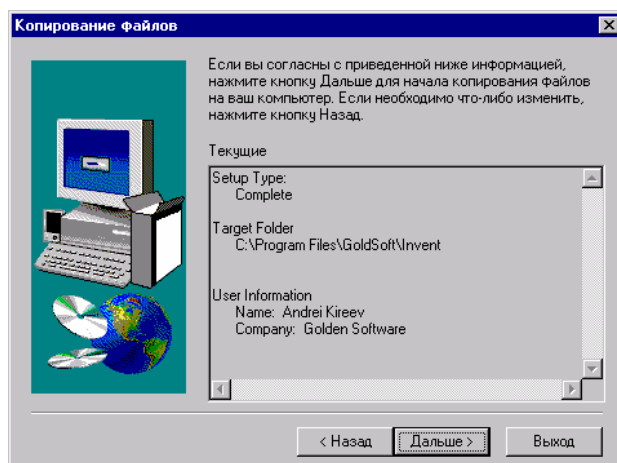 Копирование файлов
Если вы согласны с приведенной ниже информацией,
нажмите кнопку Дальше для начала копирования файлов
на ваш компьютер. Если необходимо что-либо изменить,
нажмите кнопку Назад.
Текущие
Setup Type:
Complete
Target Folder
C:\Program Files\GoldSoft\Invent
User Information
Name: Andrei Kireev
Company: Golden Software
< Назад
Дальше >
Выход